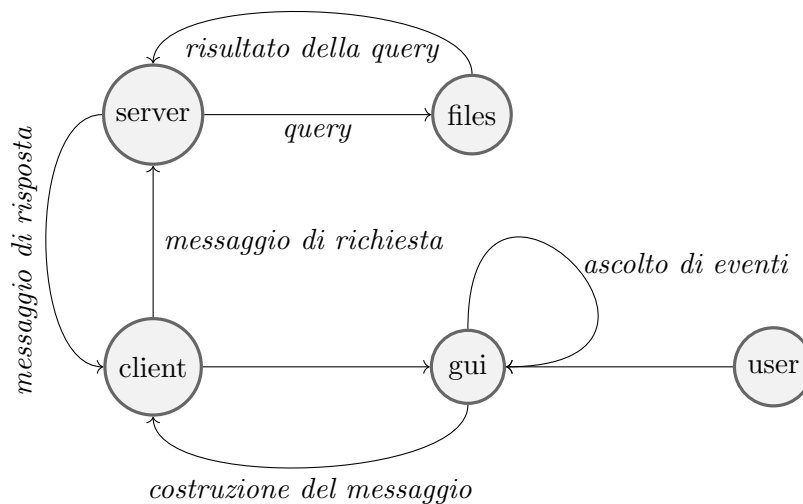 risultato della query
server
files
query
messaggio di risposta
messaggio di richiesta
ascolto di eventi
client
gui
user
costruzione del messaggio